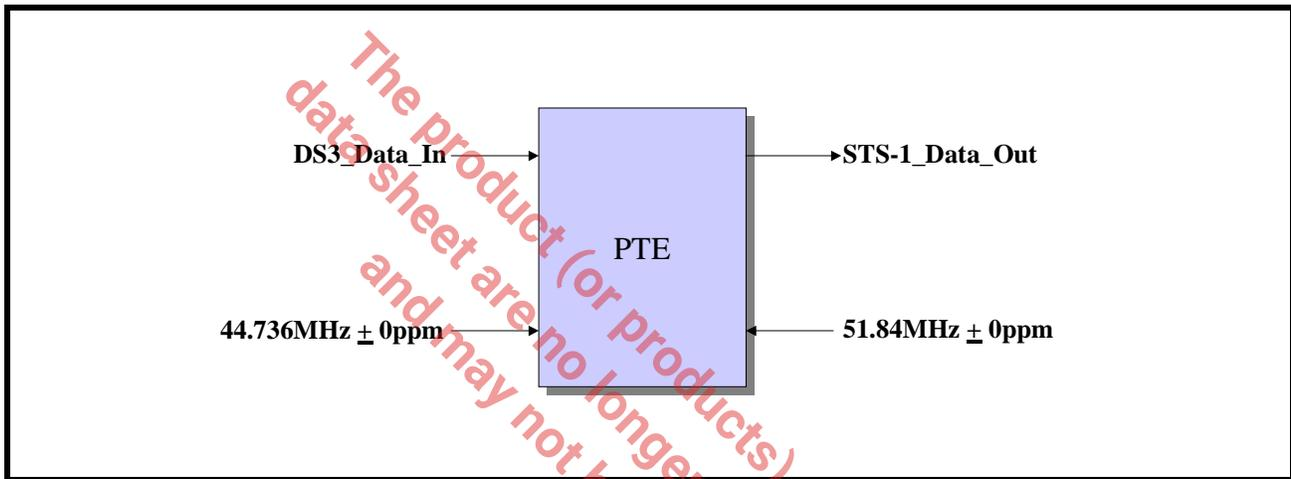 DS3_Data_In
STS-1_Data_Out
PTE
44.736MHz ± 0ppm
51.84MHz ± 0ppm
The product (or products)
data sheet are no longer
and may not